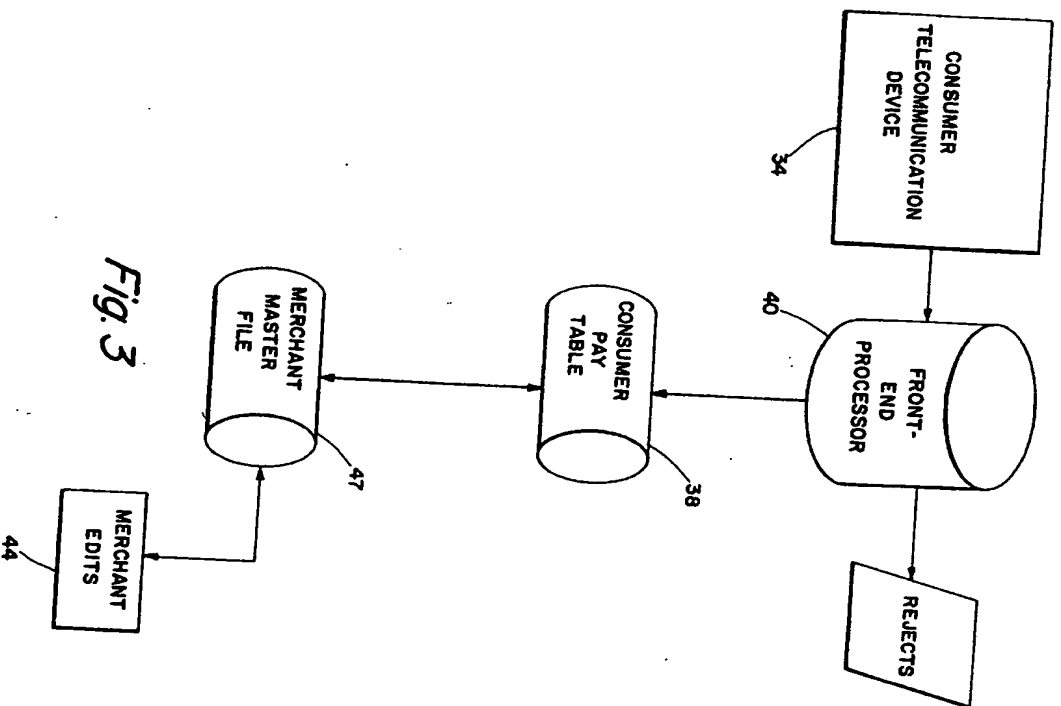 CONSUMER
TELECOMMUNICATION
DEVICE
34
40
FRONT-
END
PROCESSOR
REJECTS
CONSUMER
PAY
TABLE
38
MERCHANT
MASTER
FILE
47
MERCHANT
EDITS
44
Fig. 3